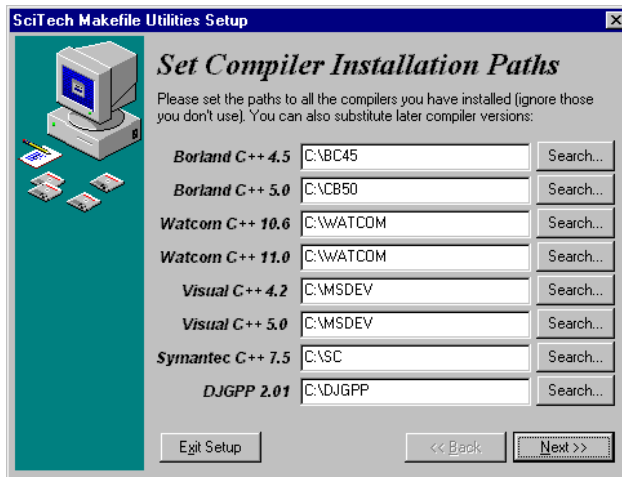 SciTech Makefile Utilities Setup
Set Compiler Installation Paths
Please set the paths to all the compilers you have installed (ignore those
you don't use). You can also substitute later compiler versions:
Borland C++ 4.5 C:\BC45 Search...
Borland C++ 5.0 C:\CB50 Search...
Watcom C++ 10.6 C:\WATCOM Search...
Watcom C++ 11.0 C:\WATCOM Search...
Visual C++ 4.2 C:\MSDEV Search...
Visual C++ 5.0 C:\MSDEV Search...
Symantec C++ 7.5 C:\SC Search...
DJGPP 2.01 C:\DJGPP Search...
Exit Setup << Back Next >>